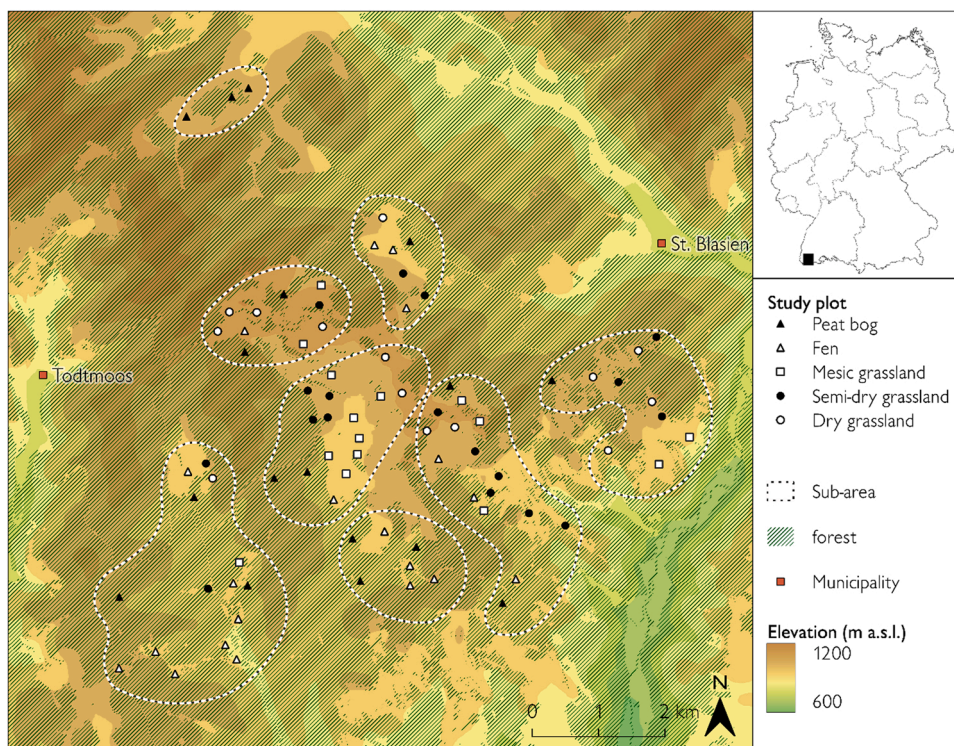 St. Blasien
Todtmoos
N
0 1 2 km
Study plot
Peat bog
Fen
Mesic grassland
Semi-dry grassland
Dry grassland
Sub-area
forest
Municipality
Elevation (m a.s.l.)
1200
600